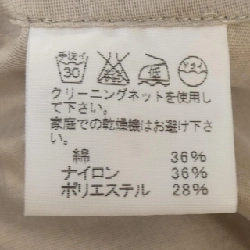 手洗イ
30
ドライ
クリーニングネットを使用し
て下さい。
家庭での乾燥機はお避け下さ
い。
綿 36%
ナイロン 36%
ポリエステル 28%